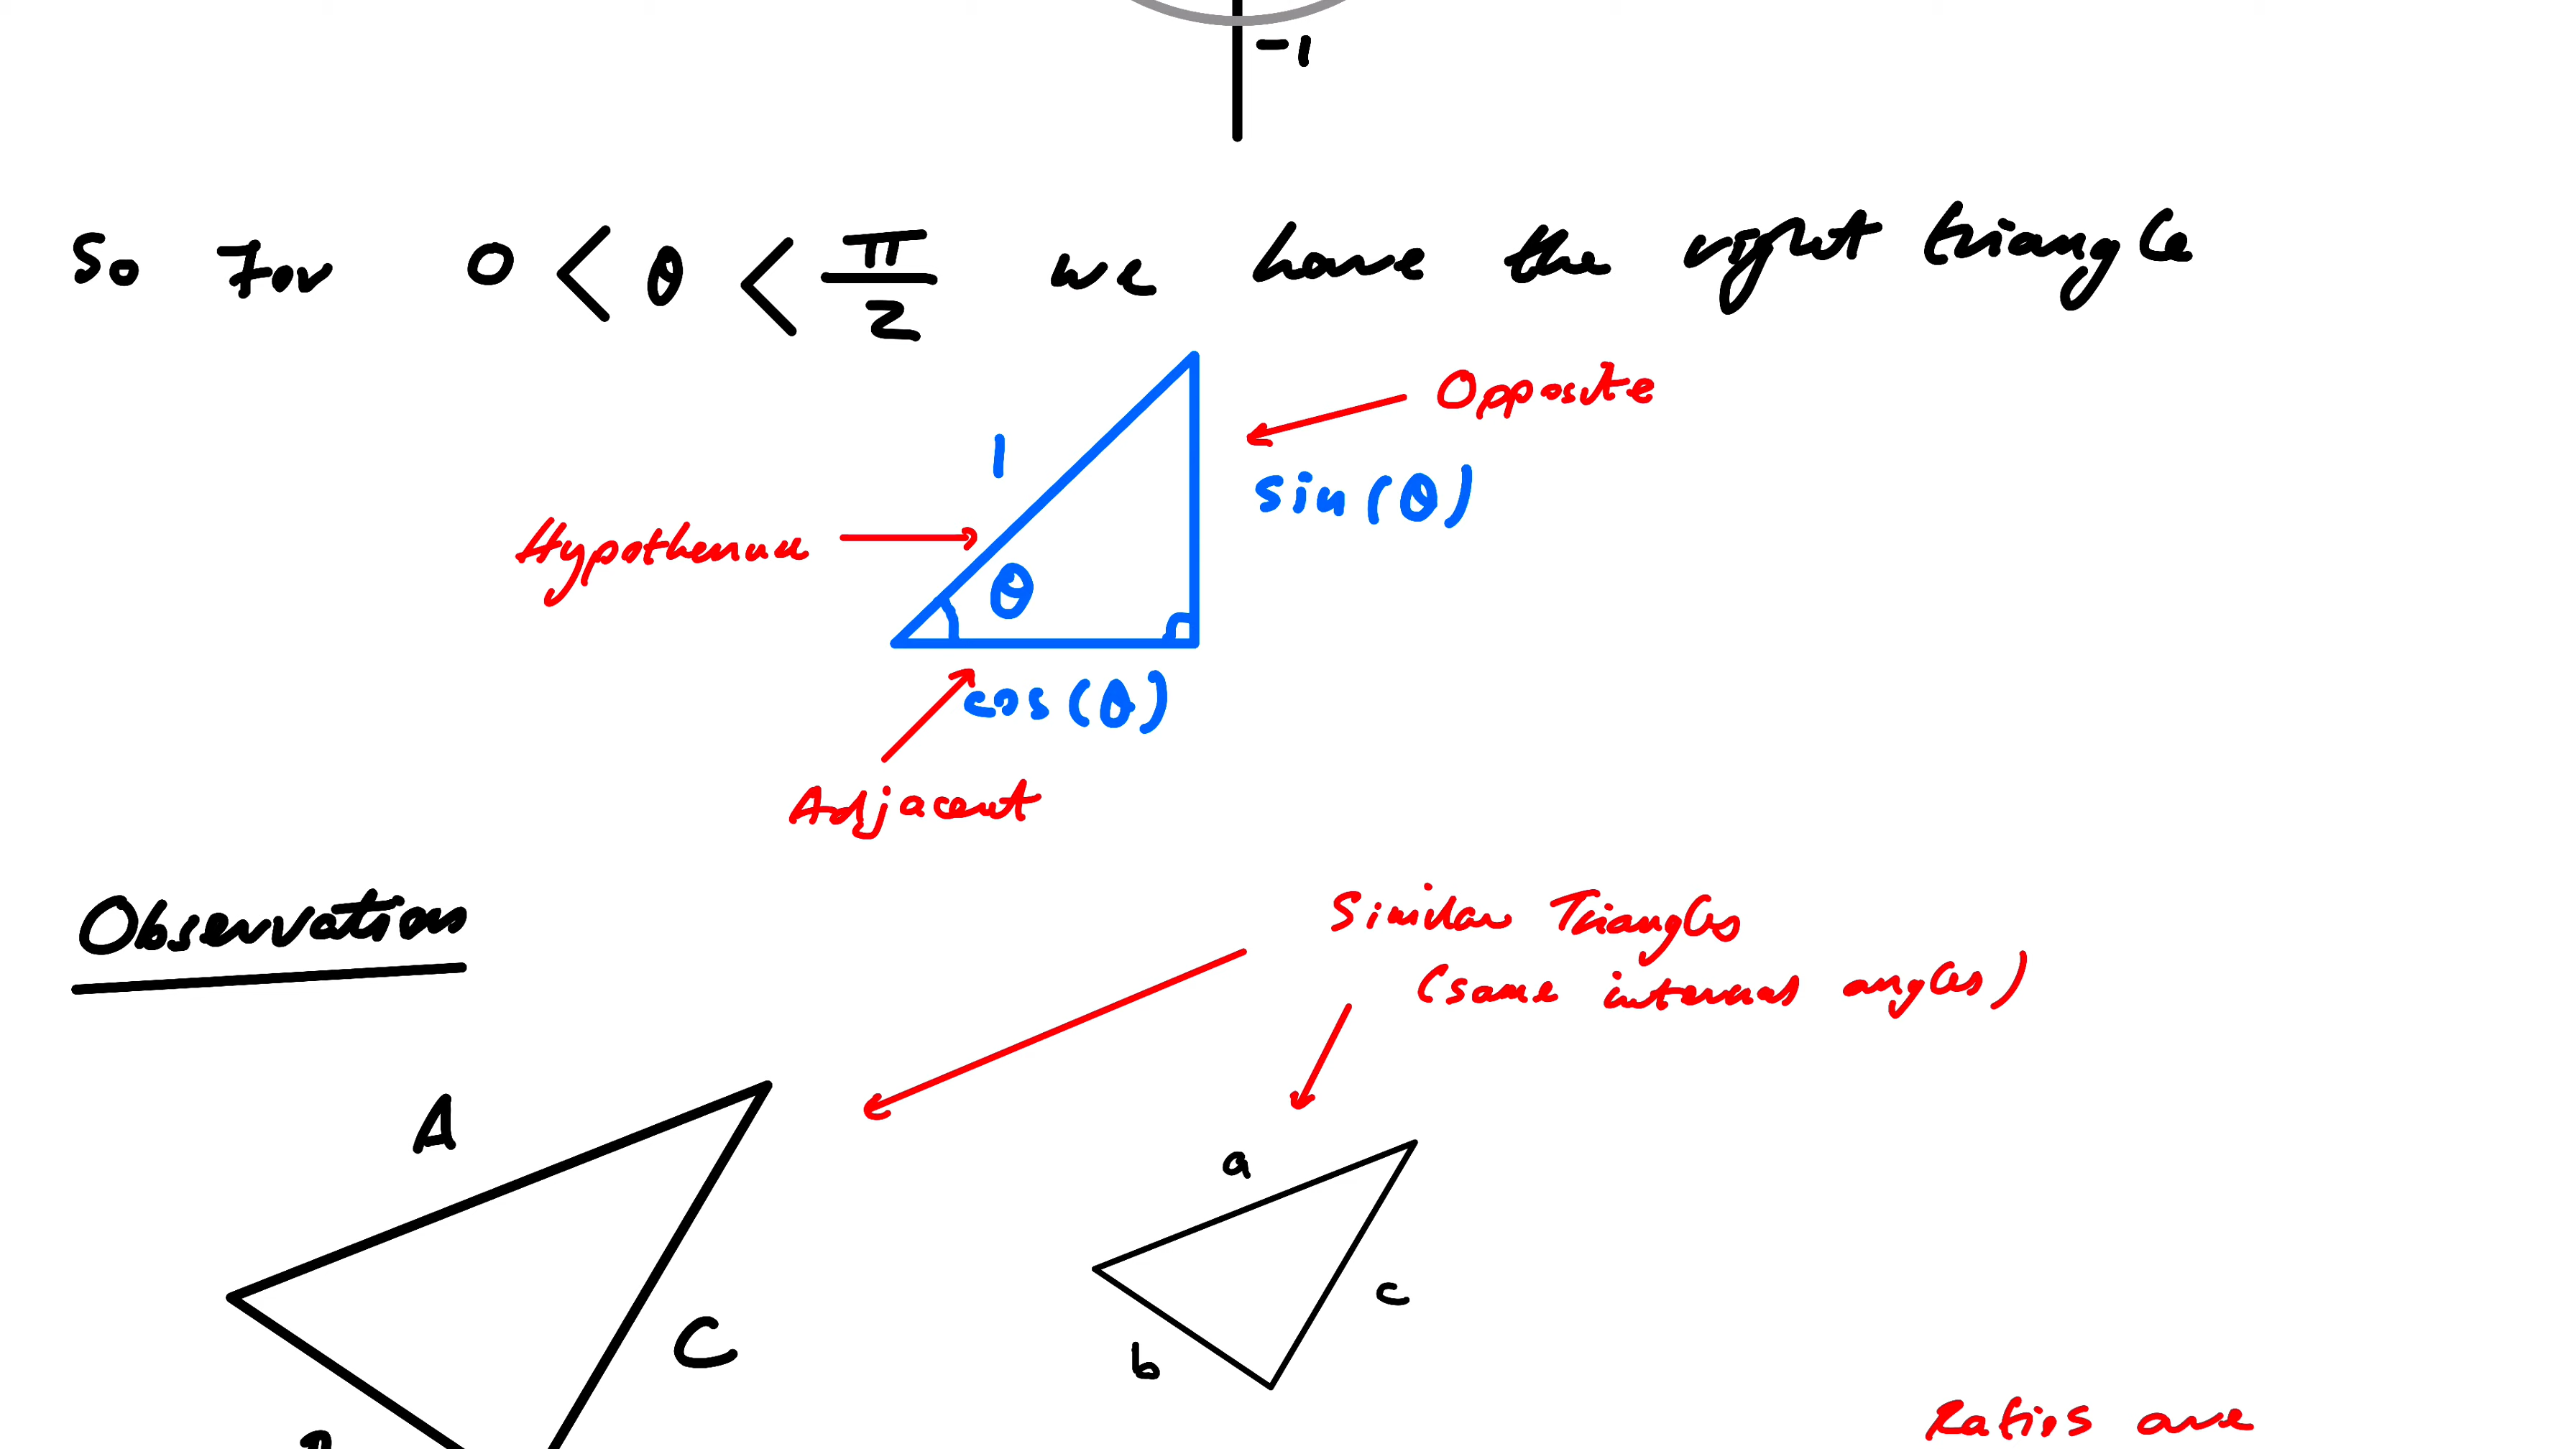 -1
So For 0 < θ < π/2 we have the right triangle
Opposite
1
sin(θ)
Hypothenuse
θ
cos(θ)
Adjacent
Observation
Similar Triangles
(same internal angles)
A
a
C
c
b
Ratios are